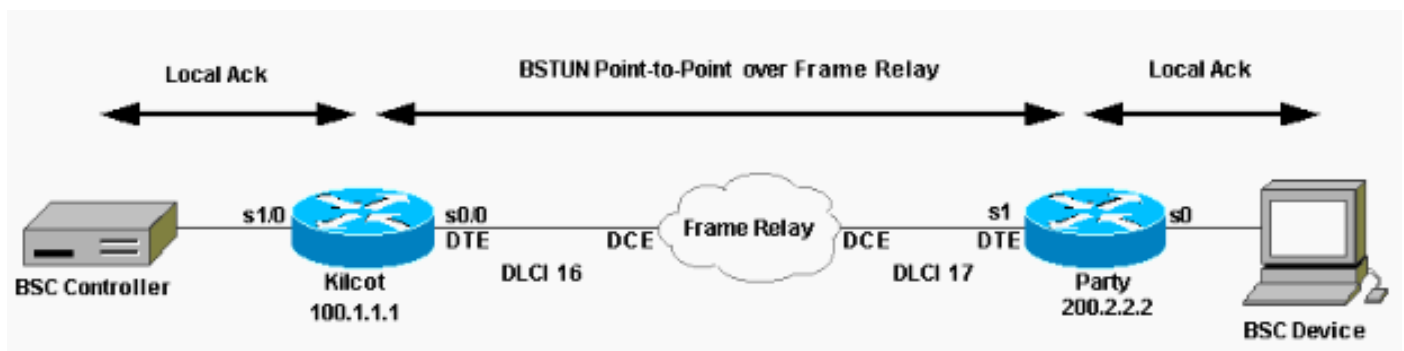 Local Ack
BSTUN Point-to-Point over Frame Relay
Local Ack
s1/0
s0/0
DTE
DCE
Frame Relay
DCE
s1
DTE
s0
DLCI 16
DLCI 17
BSC Controller
Kilcot
100.1.1.1
Party
200.2.2.2
BSC Device